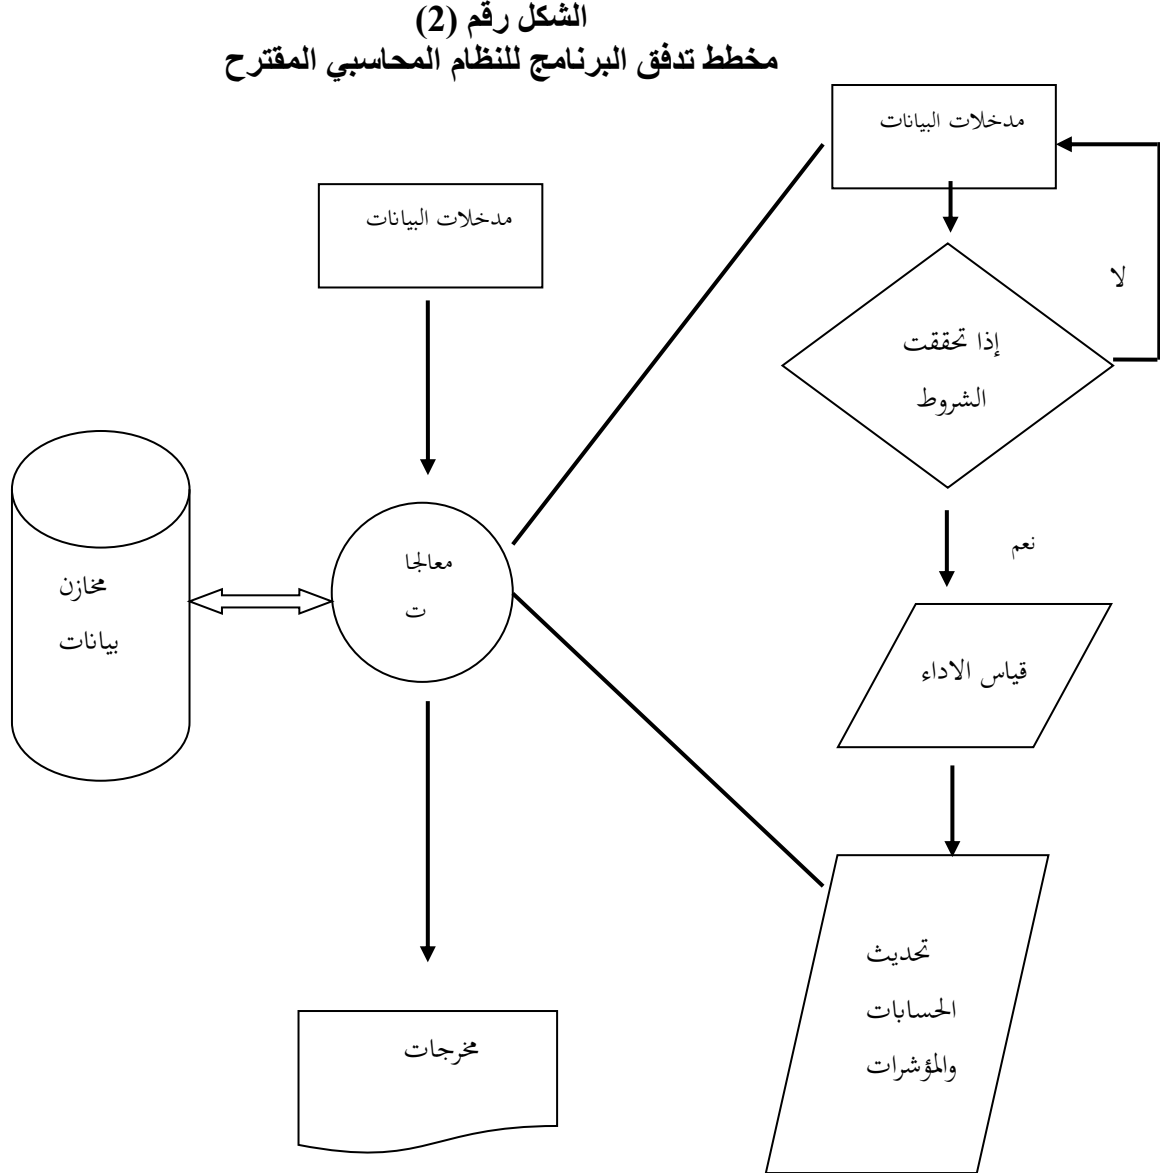 الشكل رقم (2)
مخطط تدفق البرنامج للنظام المحاسبي المقترح
مدخلات البيانات
مدخلات البيانات
لا
إذا تحققت
الشروط
نعم
معالجا
ت
مخازن
بيانات
قياس الاداء
تحديث
الحسابات
والمؤشرات
مخرجات